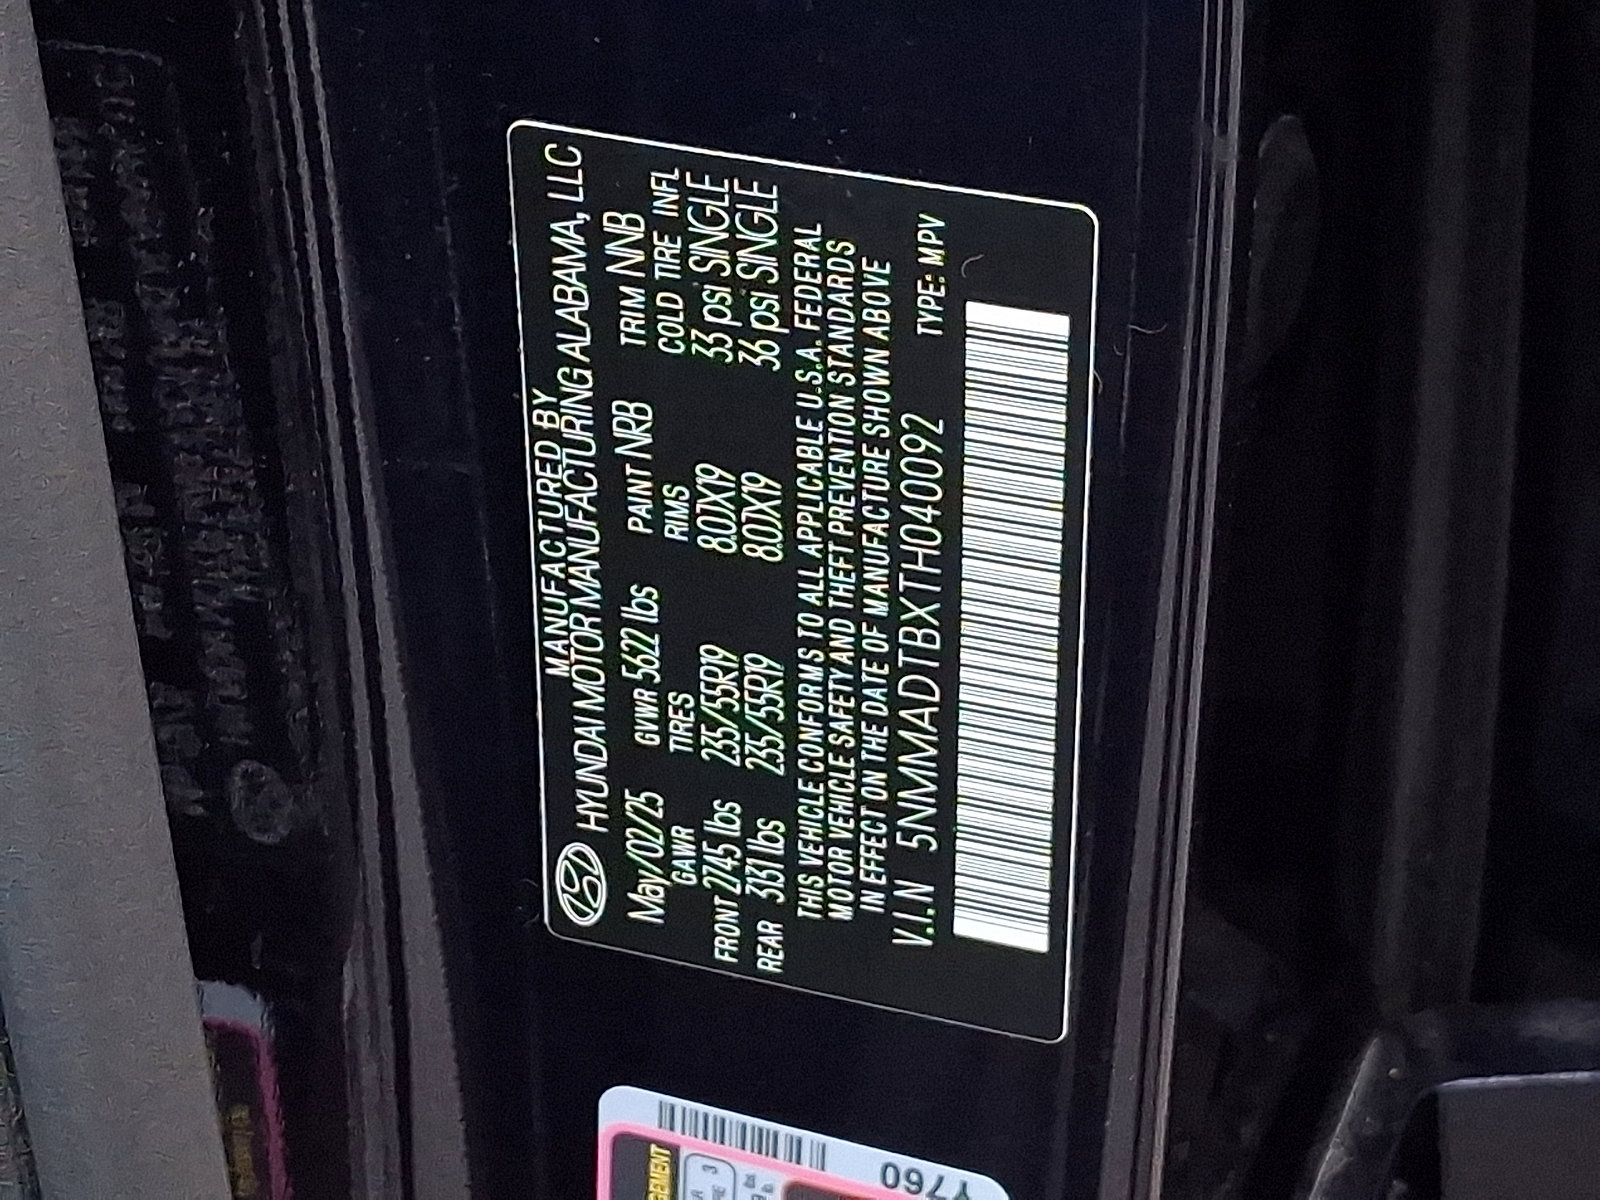 MANUFACTURED BY
HYUNDAI MOTOR MANUFACTURING ALABAMA, LLC
May/02/25 GVWR 5622 lbs PAINT NRB TRIM NNB
GAWR TIRES RIMS COLD TIRE INFL
FRONT 2745 lbs 235/55R19 8.0JX19 33 psi SINGLE
REAR 3131 lbs 235/55R19 8.0JX19 36 psi SINGLE
THIS VEHICLE CONFORMS TO ALL APPLICABLE U.S.A. FEDERAL
MOTOR VEHICLE SAFETY AND THEFT PREVENTION STANDARDS
IN EFFECT ON THE DATE OF MANUFACTURE SHOWN ABOVE
V.I.N 5NMMADTBXTH040092 TYPE: MPV
Y760